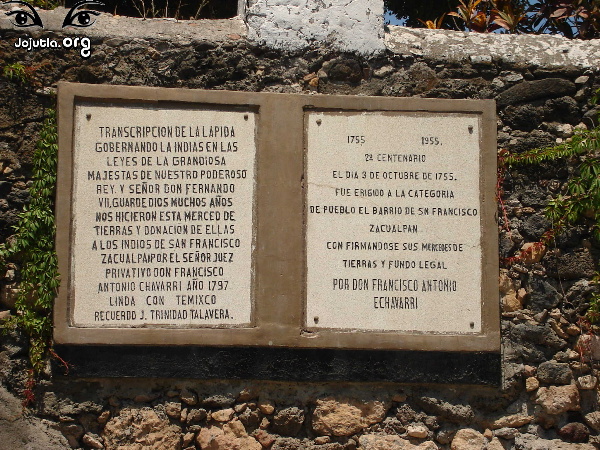 Jojutla.org
TRANSCRIPCION DE LA LAPIDA
GOBERNANDO LA INDIAS EN LAS
LEYES DE LA GRANDIOSA
MAJESTAS DE NUESTRO PODEROSO
REY. Y SEÑOR DON FERNANDO
VII, GUARDE DIOS MUCHOS AÑOS
NOS HICIERON ESTA MERCED DE
TIERRAS Y DONACION DE ELLAS
A LOS INDIOS DE SAN FRANCISCO
ZACUALPAN POR EL SEÑOR JUEZ
PRIVATIVO DON FRANCISCO
ANTONIO CHAVARRI AÑO 1797
LINDA CON TEMIXCO
RECUERDO J. TRINIDAD TALAVERA.
1755 1955.
2º CENTENARIO
EL DIA 3 DE OCTUBRE DE 1755.
FUE ERIGIDO A LA CATEGORIA
DE PUEBLO EL BARRIO DE SN FRANCISCO
ZACUALPAN
CON FIRMANDOSE SUS MERCEDES DE
TIERRAS Y FUNDO LEGAL
POR DON FRANCISCO ANTONIO
ECHAVARRI